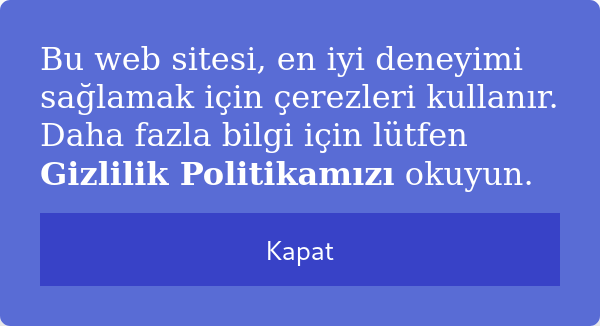 Bu web sitesi, en iyi deneyimi
sağlamak için çerezleri kullanır.
Daha fazla bilgi için lütfen
Gizlilik Politikamızı okuyun.
Kapat